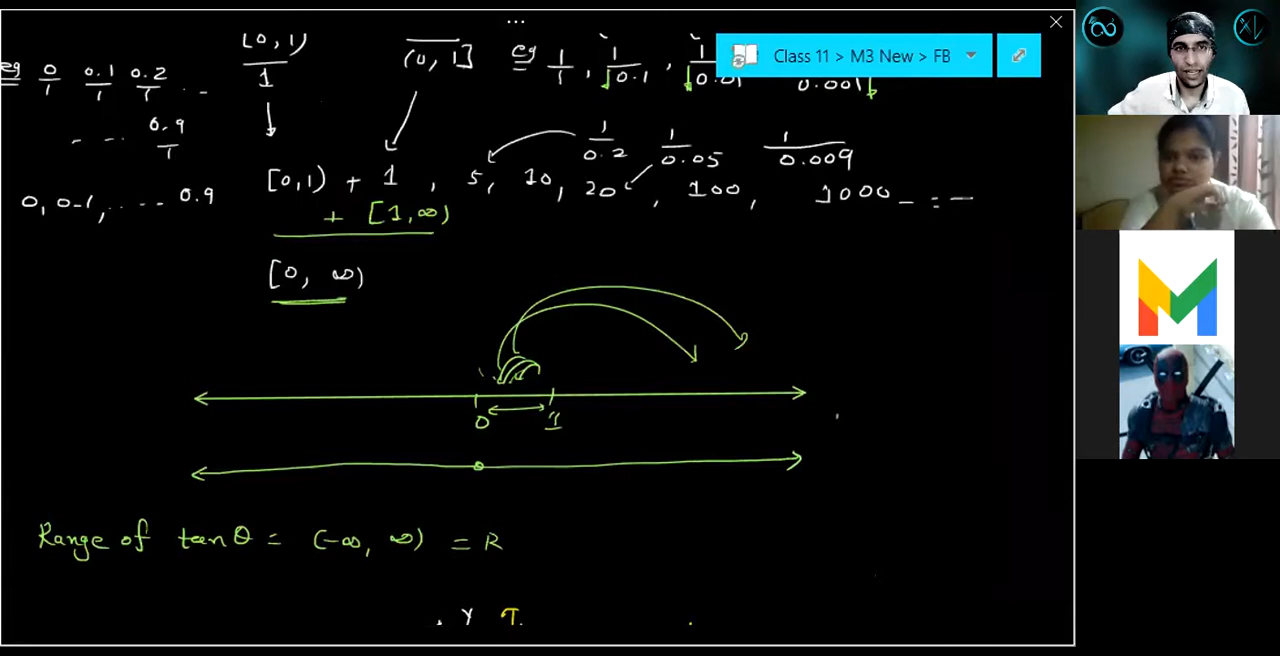 [0, 1)
1
(0, 1]
eg 1/1, 1/0.1, 1/0.01
0.001
Class 11 > M3 New > FB
eg 0/1 0.1/1 0.2/1 ...
... 0.9/1
1/0.2 1/0.05 1/0.009
[0,1) + 1, 5, 10, 20, 100, 1000 ---
0, 0.1, .... 0.9
+ [1, ∞)
[0, ∞)
0 1
Range of tan θ = (-∞, ∞) = R